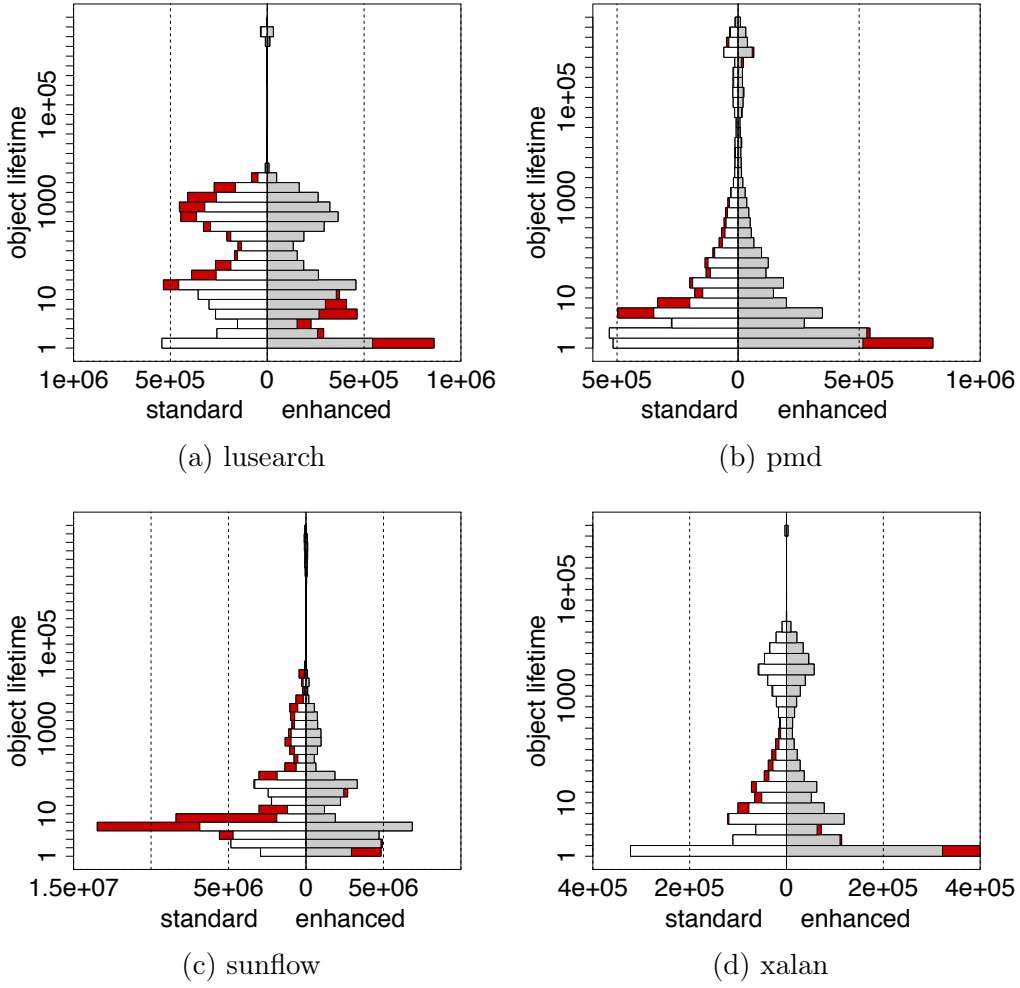 object lifetime
1e+05
1000
10
1
1e+06 5e+05 0 5e+05 1e+06
standard enhanced
(a) lusearch
object lifetime
1e+05
1000
10
1
5e+05 0 5e+05 1e+06
standard enhanced
(b) pmd
object lifetime
1e+05
1000
10
1
1.5e+07 5e+06 0 5e+06
standard enhanced
(c) sunflow
object lifetime
1e+05
1000
10
1
4e+05 2e+05 0 2e+05 4e+05
standard enhanced
(d) xalan